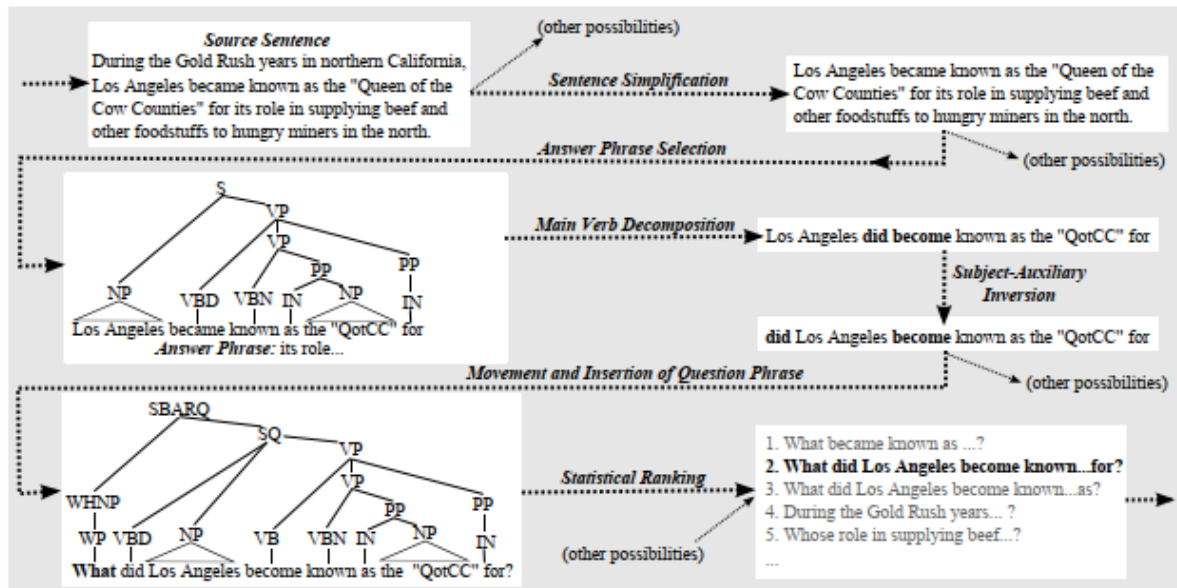 (other possibilities)
Source Sentence
During the Gold Rush years in northern California,
Los Angeles became known as the "Queen of the
Cow Counties" for its role in supplying beef and
other foodstuffs to hungry miners in the north.
Sentence Simplification
Los Angeles became known as the "Queen of the
Cow Counties" for its role in supplying beef and
other foodstuffs to hungry miners in the north.
Answer Phrase Selection
(other possibilities)
S
VP
VP
PP PP
NP VBD VBN IN NP IN
Los Angeles became known as the "QotCC" for
Answer Phrase: its role...
Main Verb Decomposition
Los Angeles did become known as the "QotCC" for
Subject-Auxiliary
Inversion
did Los Angeles become known as the "QotCC" for
Movement and Insertion of Question Phrase
(other possibilities)
SBARQ
SQ
VP
VP
WHNP PP PP
WP VBD NP VB VBN IN NP IN
What did Los Angeles become known as the "QotCC" for?
Statistical Ranking
(other possibilities)
1. What became known as ...?
2. What did Los Angeles become known...for?
3. What did Los Angeles become known...as?
4. During the Gold Rush years... ?
5. Whose role in supplying beef...?
...